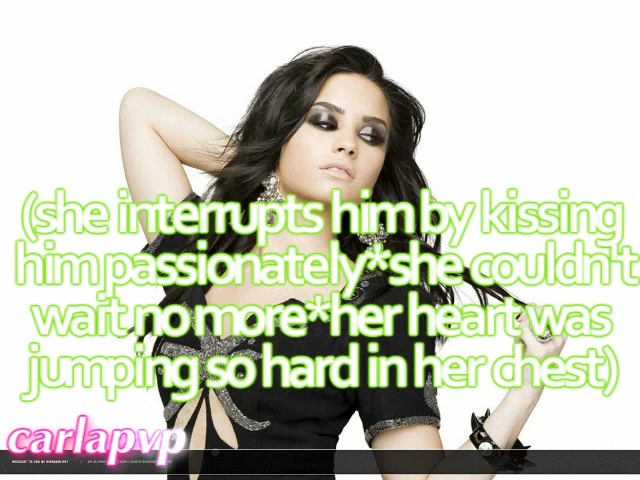 (she interrupts him by kissing
him passionately*she couldn't
wait no more*her heart was
jumping so hard in her chest)
carlapvp